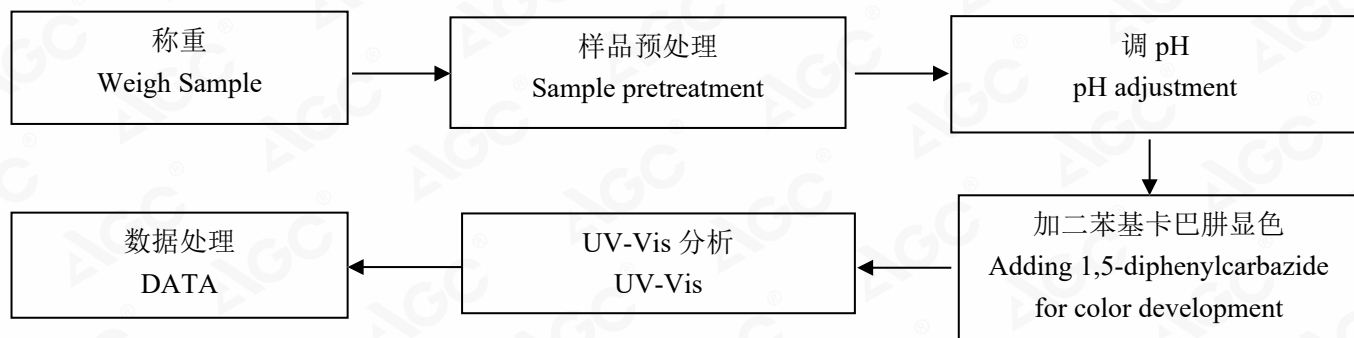 称重
Weigh Sample
样品预处理
Sample pretreatment
调 pH
pH adjustment
加二苯基卡巴肼显色
Adding 1,5-diphenylcarbazide
for color development
UV-Vis 分析
UV-Vis
数据处理
DATA